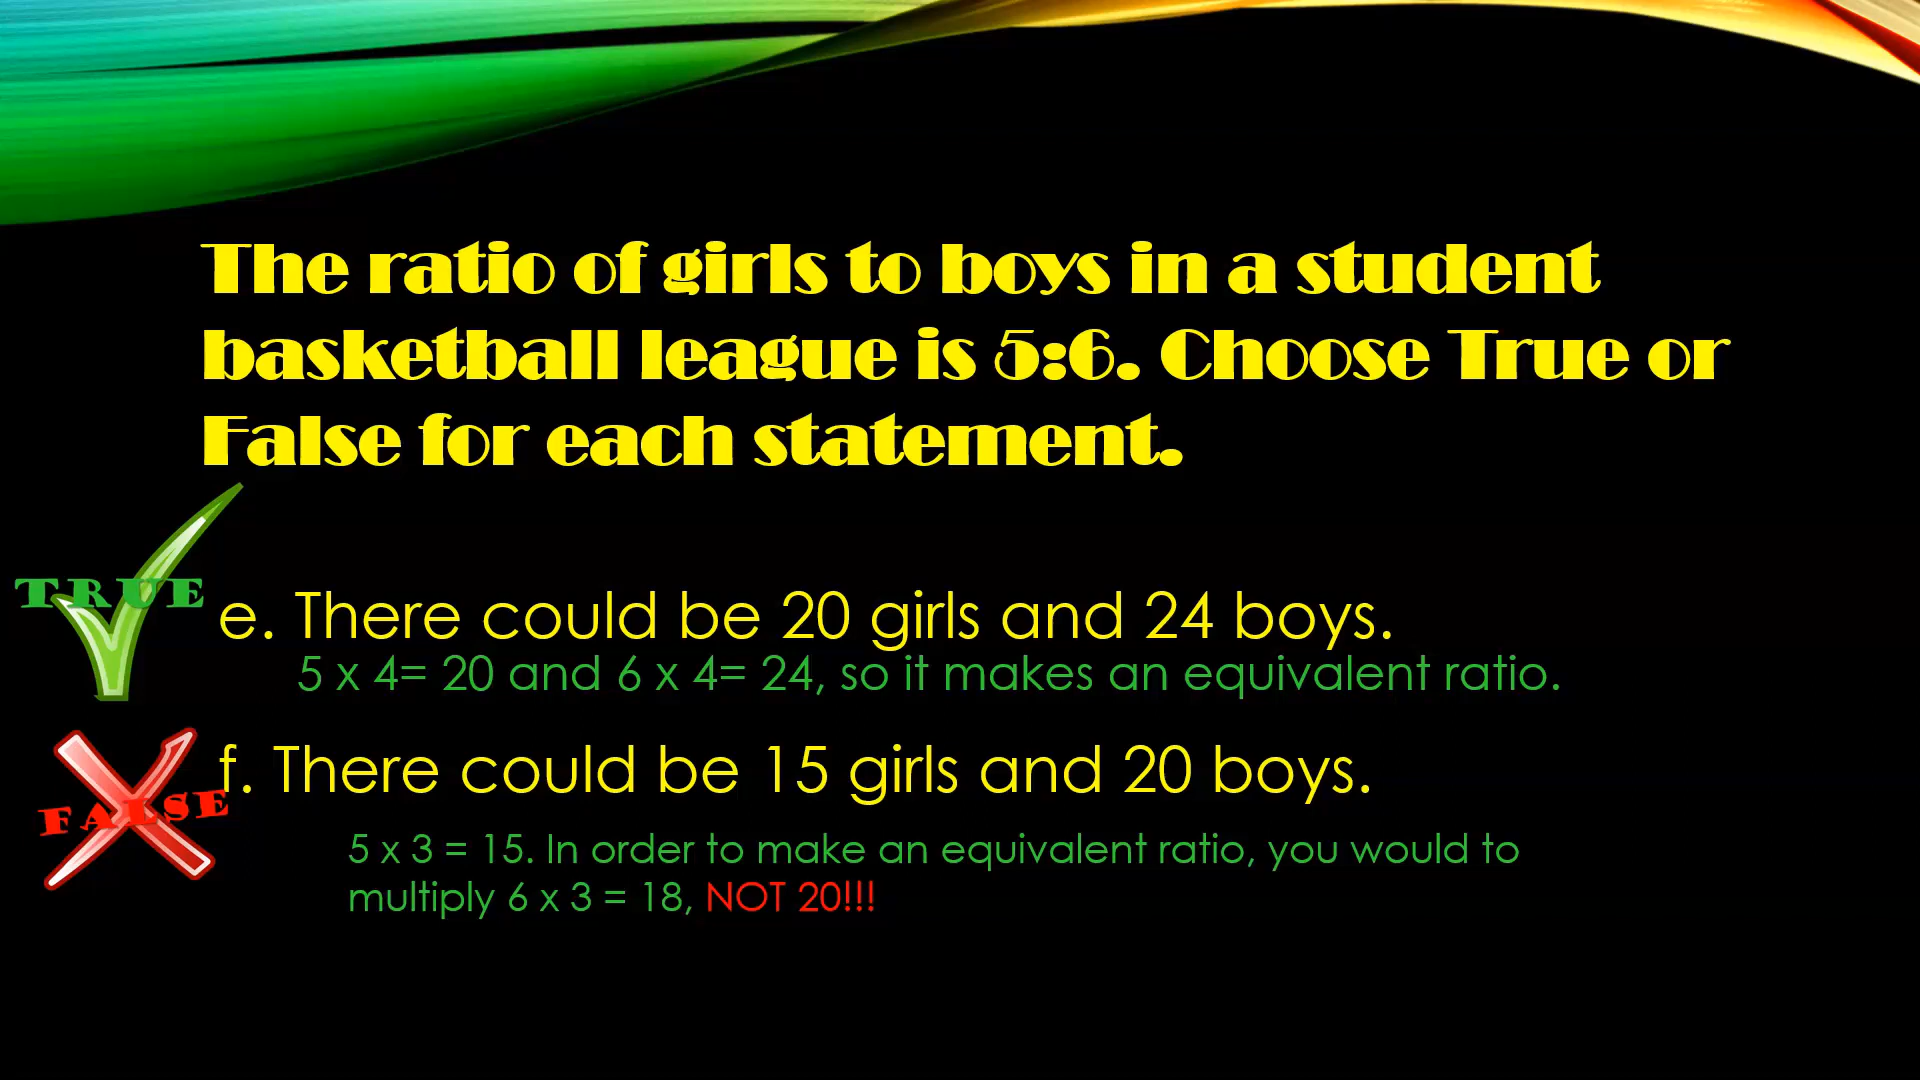 The ratio of girls to boys in a student
basketball league is 5:6. Choose True or
False for each statement.
TRUE
e. There could be 20 girls and 24 boys.
5 x 4= 20 and 6 x 4= 24, so it makes an equivalent ratio.
f. There could be 15 girls and 20 boys.
FALSE
5 x 3 = 15. In order to make an equivalent ratio, you would to
multiply 6 x 3 = 18, NOT 20!!!